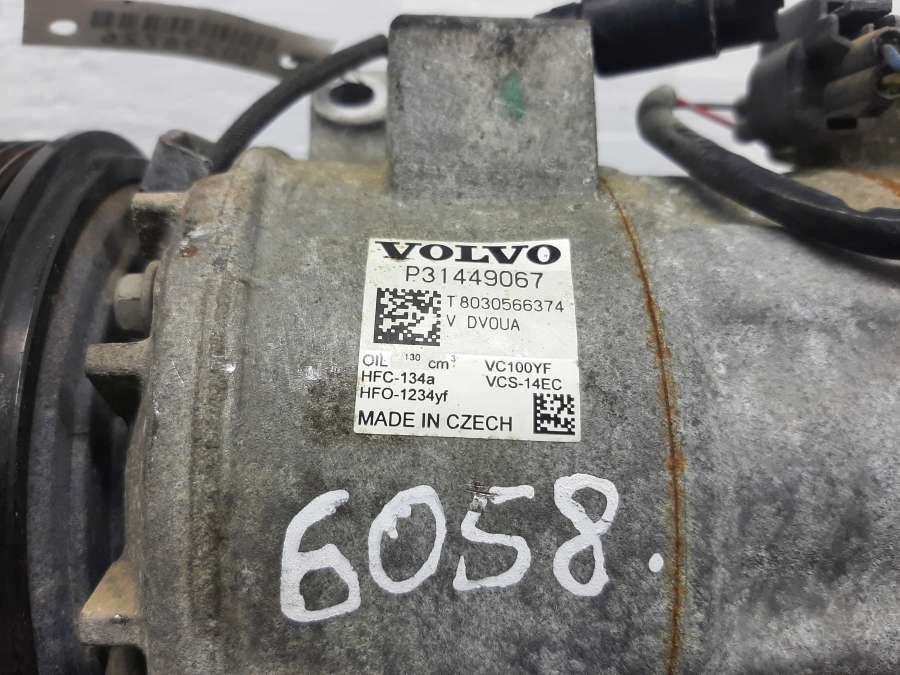 VOLVO
P31449067
T 8030566374
V DV0UA
OIL 130 cm³ VC100YF
HFC-134a VCS-14EC
HFO-1234yf
MADE IN CZECH
6058.